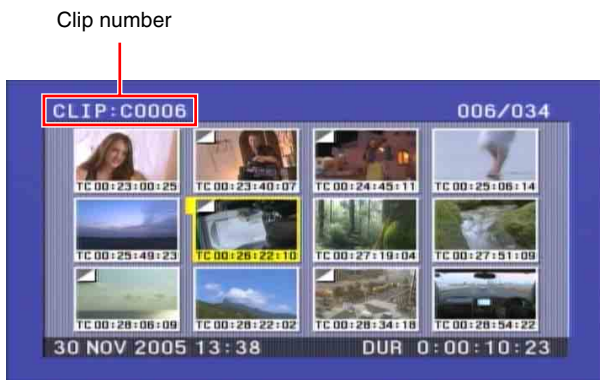 Clip number
CLIP:C0006 006/034
TC 00:23:00:25 TC 00:23:40:07 TC 00:24:45:11 TC 00:25:06:14
TC 00:25:49:23 TC 00:26:22:10 TC 00:27:19:04 TC 00:27:51:09
TC 00:28:06:09 TC 00:28:22:02 TC 00:28:34:18 TC 00:28:54:22
30 NOV 2005 13:38 DUR 0:00:10:23